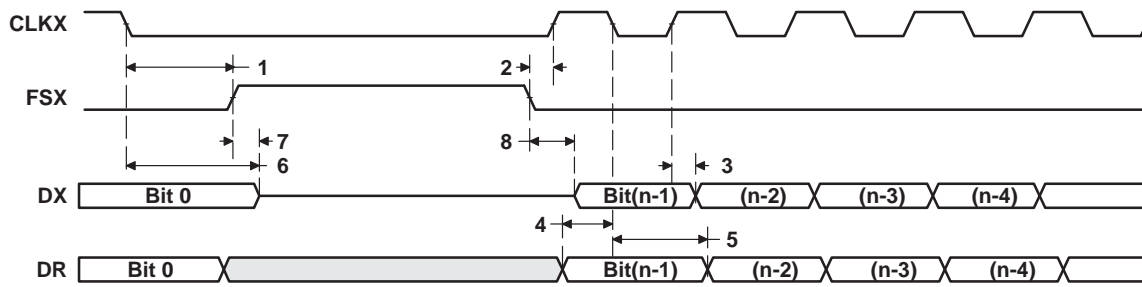 CLKX
1 2
FSX
7 8
6 3
DX Bit 0 Bit(n-1) (n-2) (n-3) (n-4)
4 5
DR Bit 0 Bit(n-1) (n-2) (n-3) (n-4)